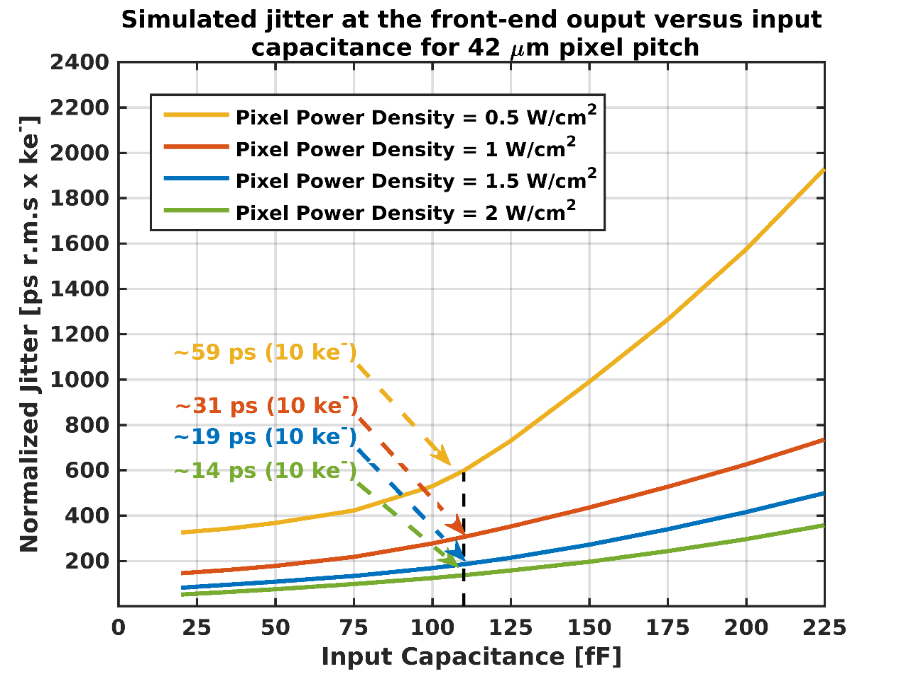 Simulated jitter at the front-end ouput versus input
capacitance for 42 μm pixel pitch
Normalized Jitter [ps r.m.s x ke⁻]
2400
2200
2000
1800
1600
1400
1200
1000
800
600
400
200
Pixel Power Density = 0.5 W/cm²
Pixel Power Density = 1 W/cm²
Pixel Power Density = 1.5 W/cm²
Pixel Power Density = 2 W/cm²
~59 ps (10 ke⁻)
~31 ps (10 ke⁻)
~19 ps (10 ke⁻)
~14 ps (10 ke⁻)
0 25 50 75 100 125 150 175 200 225
Input Capacitance [fF]